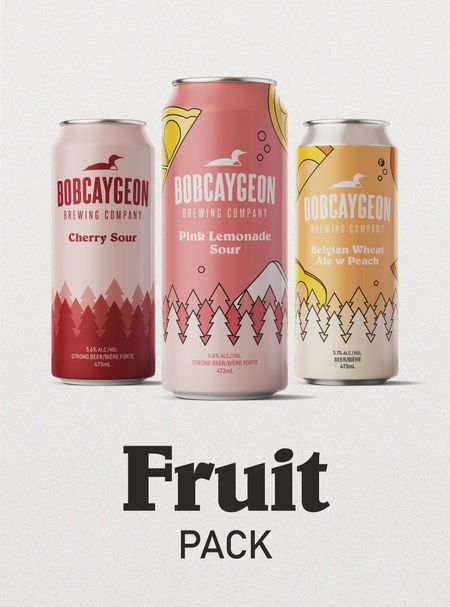 BOBCAYGEON
BREWING COMPANY
Cherry Sour
5.6% ALC/VOL
STRONG BEER/BIÈRE FORTE
473mL
BOBCAYGEON
BREWING COMPANY
Pink Lemonade
Sour
5.6% ALC/VOL
STRONG BEER/BIÈRE FORTE
473mL
BOBCAYGEON
BREWING COMPANY
Belgian Wheat
Ale w Peach
5.1% ALC/VOL
BEER/BIÈRE
473mL
Fruit
PACK